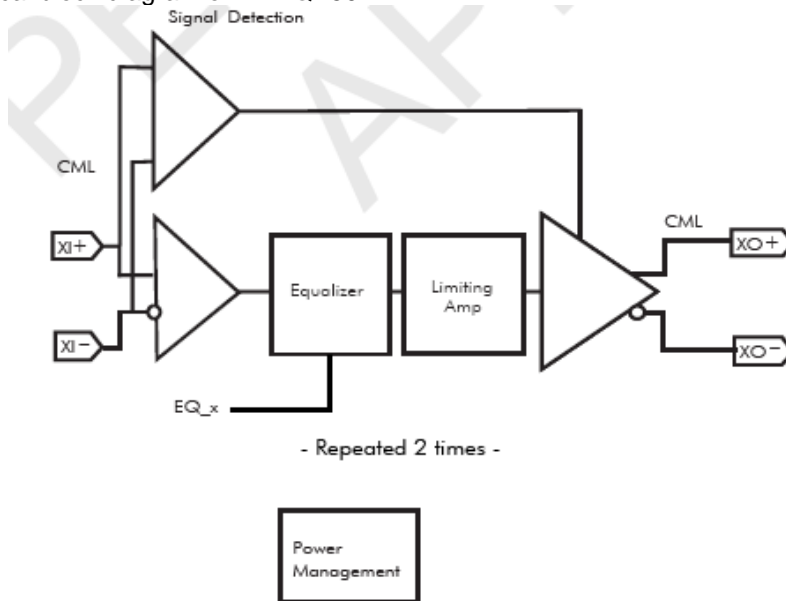 Signal Detection
CML
XI+
XI-
Equalizer
Limiting
Amp
CML
XO+
XO-
EQ_x
- Repeated 2 times -
Power
Management